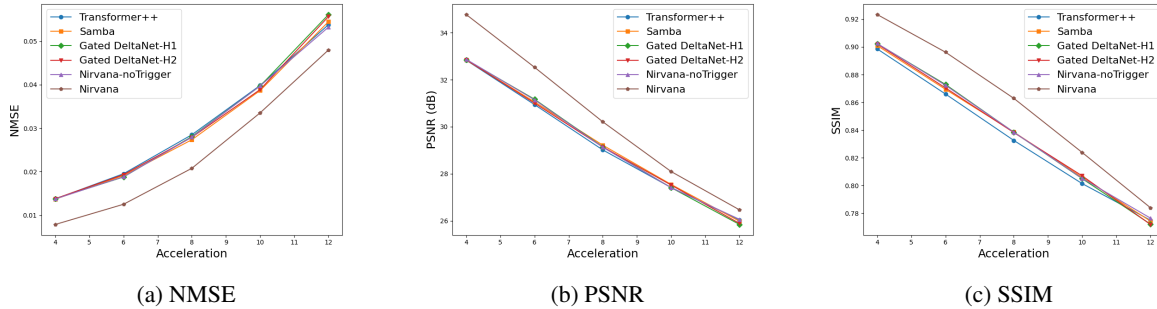 NMSE
0.05
0.04
0.03
0.02
0.01
4 5 6 7 8 9 10 11 12
Acceleration
Transformer++
Samba
Gated DeltaNet-H1
Gated DeltaNet-H2
Nirvana-noTrigger
Nirvana
(a) NMSE
PSNR (dB)
34
32
30
28
26
4 5 6 7 8 9 10 11 12
Acceleration
Transformer++
Samba
Gated DeltaNet-H1
Gated DeltaNet-H2
Nirvana-noTrigger
Nirvana
(b) PSNR
SSIM
0.92
0.90
0.88
0.86
0.84
0.82
0.80
0.78
4 5 6 7 8 9 10 11 12
Acceleration
Transformer++
Samba
Gated DeltaNet-H1
Gated DeltaNet-H2
Nirvana-noTrigger
Nirvana
(c) SSIM